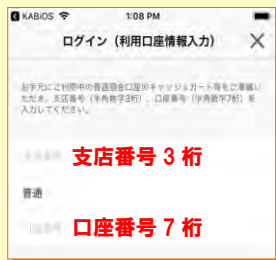 KABiOS 1:08 PM
ログイン（利用口座情報入力） ×
お手元にご利用中の普通預金口座のキャッシュカード等をご準備い
ただき、支店番号（半角数字3桁）、口座番号（半角数字7桁）を
入力してください。
支店番号 3 桁
普通
口座番号 7 桁